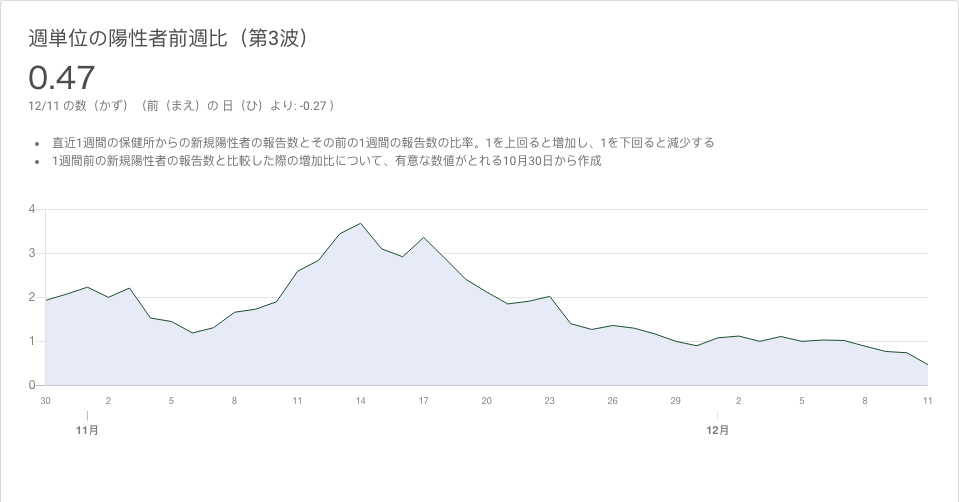 週単位の陽性者前週比（第3波）
0.47
12/11 の数（かず）（前（まえ）の 日（ひ）より: -0.27 ）
• 直近1週間の保健所からの新規陽性者の報告数とその前の1週間の報告数の比率。1を上回ると増加し、1を下回ると減少する
• 1週間前の新規陽性者の報告数と比較した際の増加比について、有意な数値がとれる10月30日から作成
4
3
2
1
0
30 2 5 8 11 14 17 20 23 26 29 2 5 8 11
11月 12月